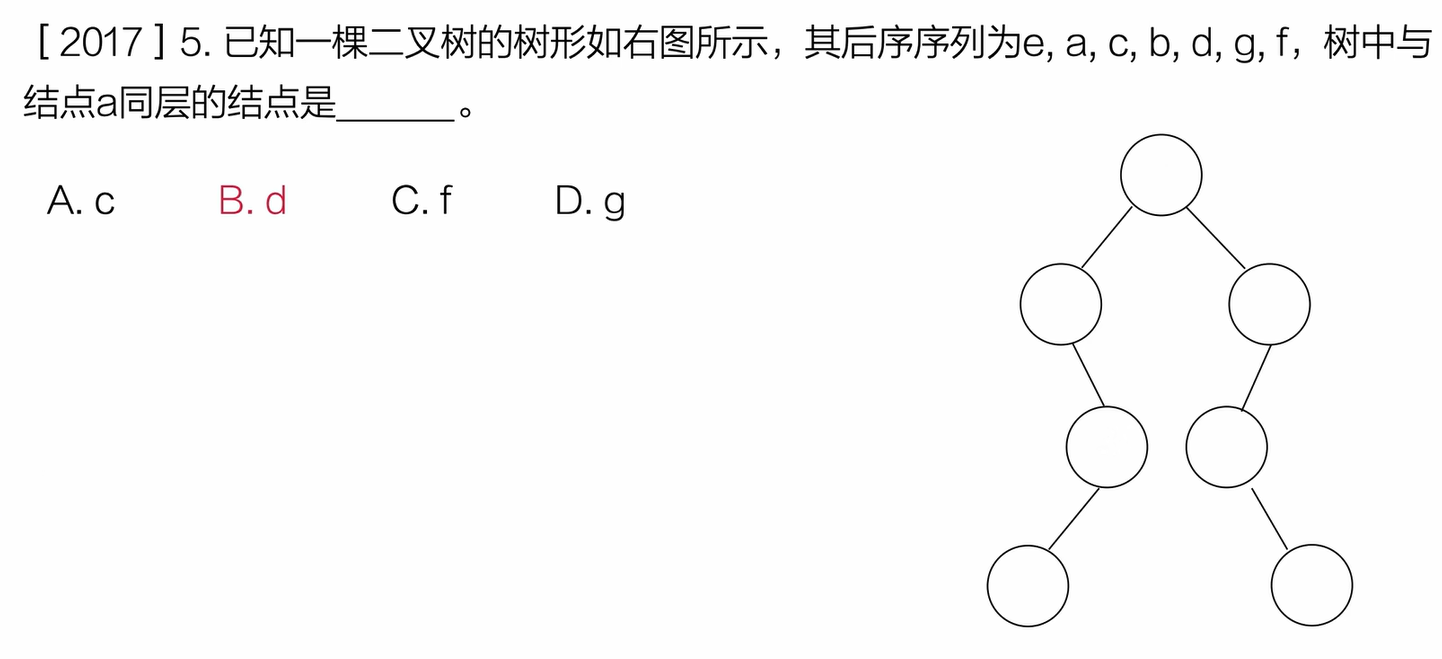 [ 2017 ] 5. 已知一棵二叉树的树形如右图所示，其后序序列为e, a, c, b, d, g, f，树中与
结点a同层的结点是______。
A. c B. d C. f D. g